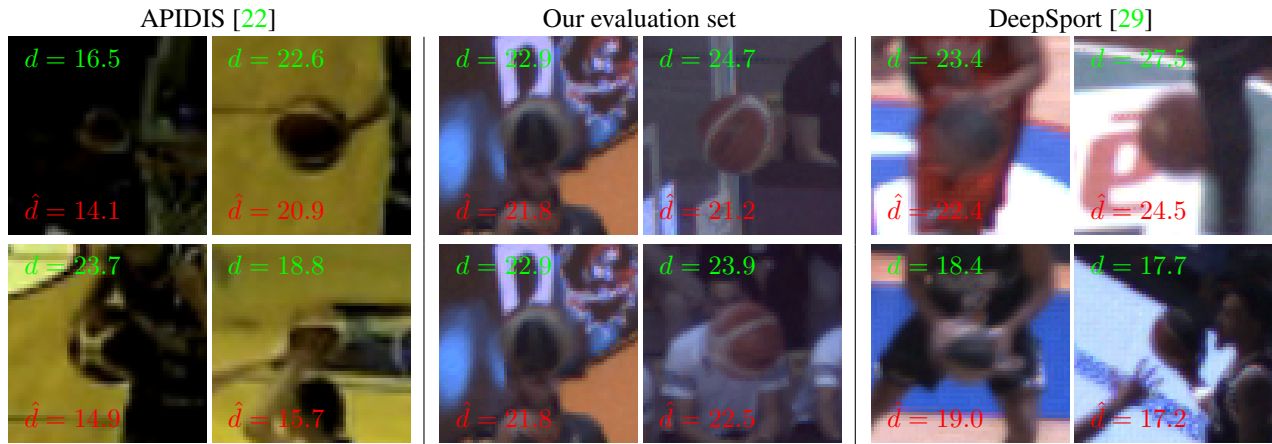 APIDIS [22] Our evaluation set DeepSport [29]
d = 16.5 d = 22.6 d = 22.9 d = 24.7 d = 23.4 d = 27.5
d̂ = 14.1 d̂ = 20.9 d̂ = 21.8 d̂ = 21.2 d̂ = 22.4 d̂ = 24.5
d = 23.7 d = 18.8 d = 22.9 d = 23.9 d = 18.4 d = 17.7
d̂ = 14.9 d̂ = 15.7 d̂ = 21.8 d̂ = 22.5 d̂ = 19.0 d̂ = 17.2